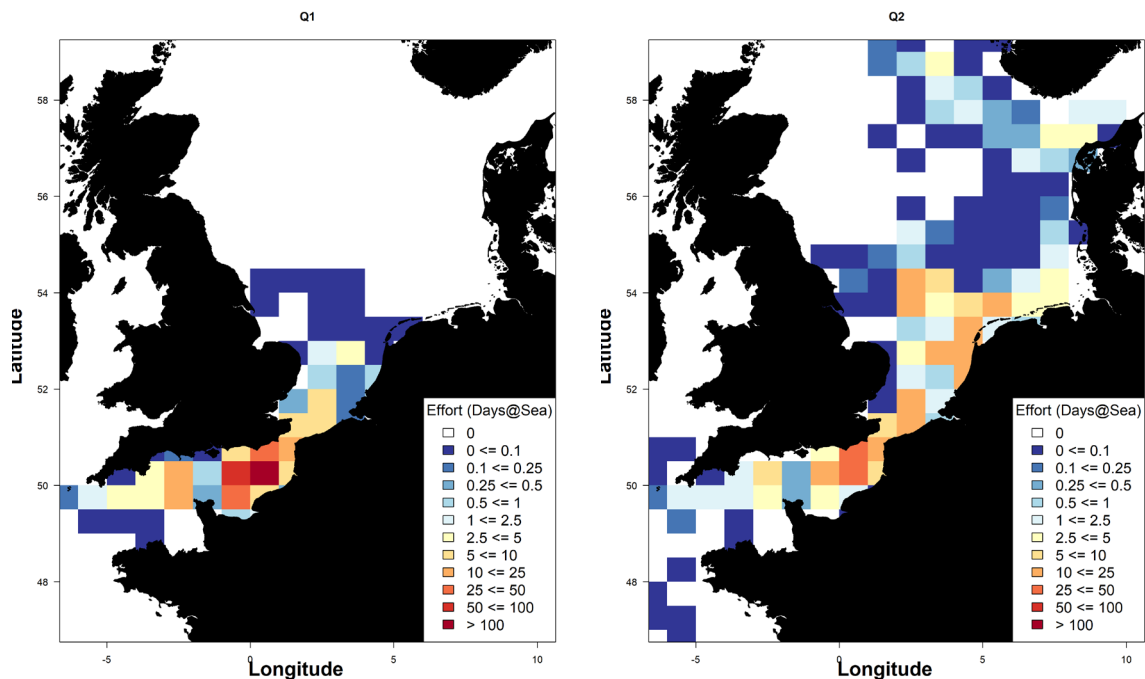 Q1
58
56
54
52
50
48
Latitude
-5
0
5
10
Longitude
Effort (Days@Sea)
0
0 <= 0.1
0.1 <= 0.25
0.25 <= 0.5
0.5 <= 1
1 <= 2.5
2.5 <= 5
5 <= 10
10 <= 25
25 <= 50
50 <= 100
> 100
Q2
58
56
54
52
50
48
Latitude
-5
0
5
10
Longitude
Effort (Days@Sea)
0
0 <= 0.1
0.1 <= 0.25
0.25 <= 0.5
0.5 <= 1
1 <= 2.5
2.5 <= 5
5 <= 10
10 <= 25
25 <= 50
50 <= 100
> 100